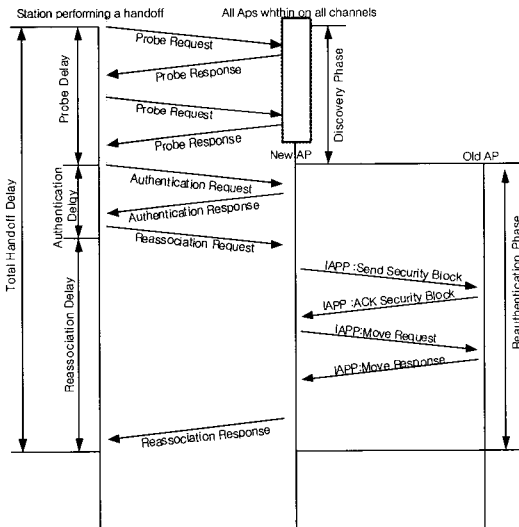 Station performing a handoff
All Aps whthin on all channels
Probe Request
Probe Response
Probe Request
Probe Response
New AP
Old AP
Authentication Request
Authentication Response
Reassociation Request
IAPP :Send Security Block
IAPP :ACK Security Block
IAPP:Move Request
IAPP:Move Response
Reassociation Response
Total Handoff Delay
Probe Delay
Authentication
Delay
Reassociation Delay
Discovery Phase
Reauthentication Phase